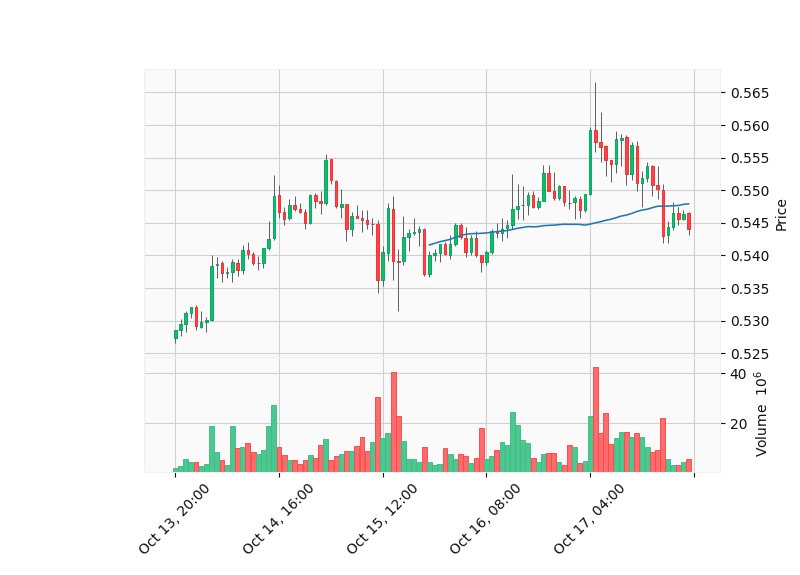 0.565
0.560
0.555
0.550
0.545
0.540
0.535
0.530
0.525
Price
40
20
Volume 10^6
Oct 13, 20:00
Oct 14, 16:00
Oct 15, 12:00
Oct 16, 08:00
Oct 17, 04:00